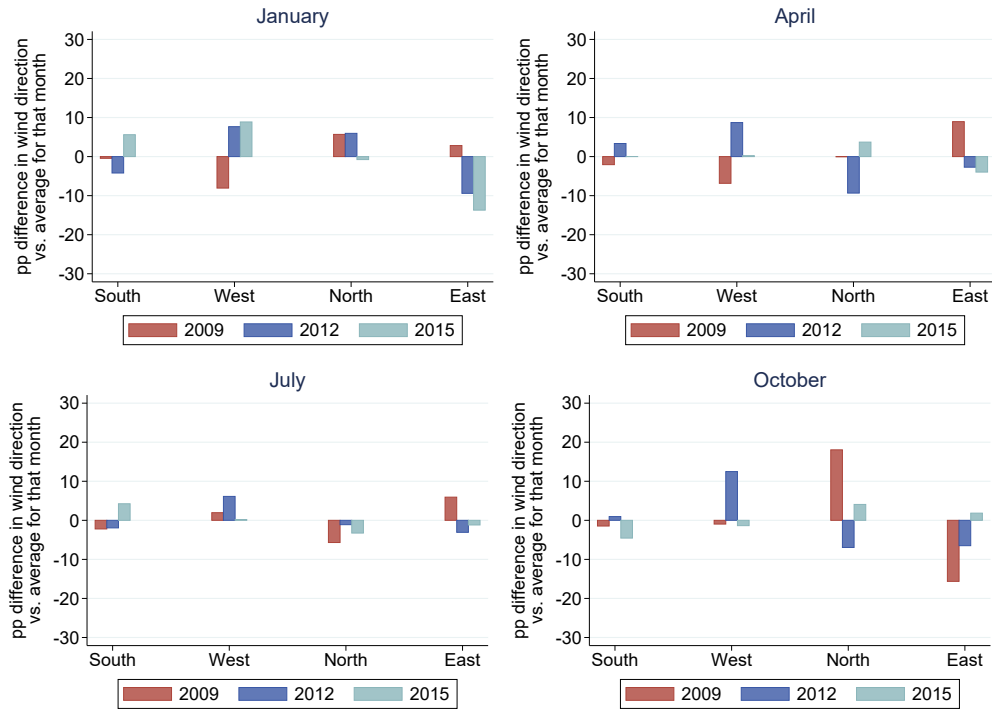 January
pp difference in wind direction
vs. average for that month
30
20
10
0
-10
-20
-30
South West North East
2009 2012 2015
April
pp difference in wind direction
vs. average for that month
30
20
10
0
-10
-20
-30
South West North East
2009 2012 2015
July
pp difference in wind direction
vs. average for that month
30
20
10
0
-10
-20
-30
South West North East
2009 2012 2015
October
pp difference in wind direction
vs. average for that month
30
20
10
0
-10
-20
-30
South West North East
2009 2012 2015